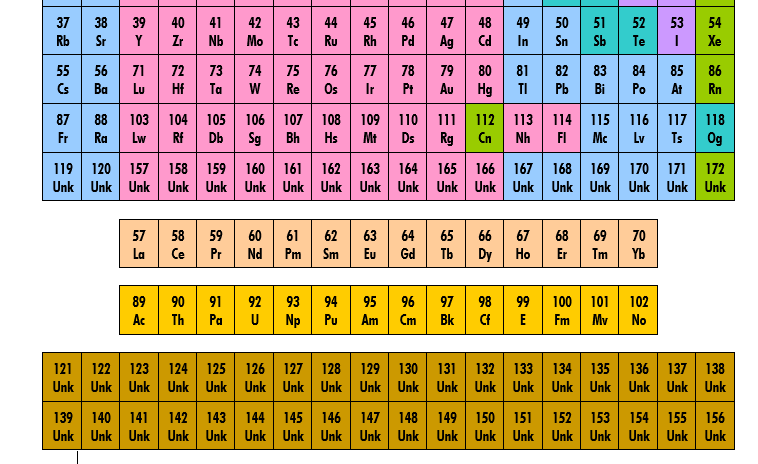 37 38 39 40 41 42 43 44 45 46 47 48 49 50 51 52 53 54
Rb Sr Y Zr Nb Mo Tc Ru Rh Pd Ag Cd In Sn Sb Te I Xe
55 56 71 72 73 74 75 76 77 78 79 80 81 82 83 84 85 86
Cs Ba Lu Hf Ta W Re Os Ir Pt Au Hg Tl Pb Bi Po At Rn
87 88 103 104 105 106 107 108 109 110 111 112 113 114 115 116 117 118
Fr Ra Lw Rf Db Sg Bh Hs Mt Ds Rg Cn Nh Fl Mc Lv Ts Og
119 120 157 158 159 160 161 162 163 164 165 166 167 168 169 170 171 172
Unk Unk Unk Unk Unk Unk Unk Unk Unk Unk Unk Unk Unk Unk Unk Unk Unk Unk
57 58 59 60 61 62 63 64 65 66 67 68 69 70
La Ce Pr Nd Pm Sm Eu Gd Tb Dy Ho Er Tm Yb
89 90 91 92 93 94 95 96 97 98 99 100 101 102
Ac Th Pa U Np Pu Am Cm Bk Cf E Fm Mv No
121 122 123 124 125 126 127 128 129 130 131 132 133 134 135 136 137 138
Unk Unk Unk Unk Unk Unk Unk Unk Unk Unk Unk Unk Unk Unk Unk Unk Unk Unk
139 140 141 142 143 144 145 146 147 148 149 150 151 152 153 154 155 156
Unk Unk Unk Unk Unk Unk Unk Unk Unk Unk Unk Unk Unk Unk Unk Unk Unk Unk